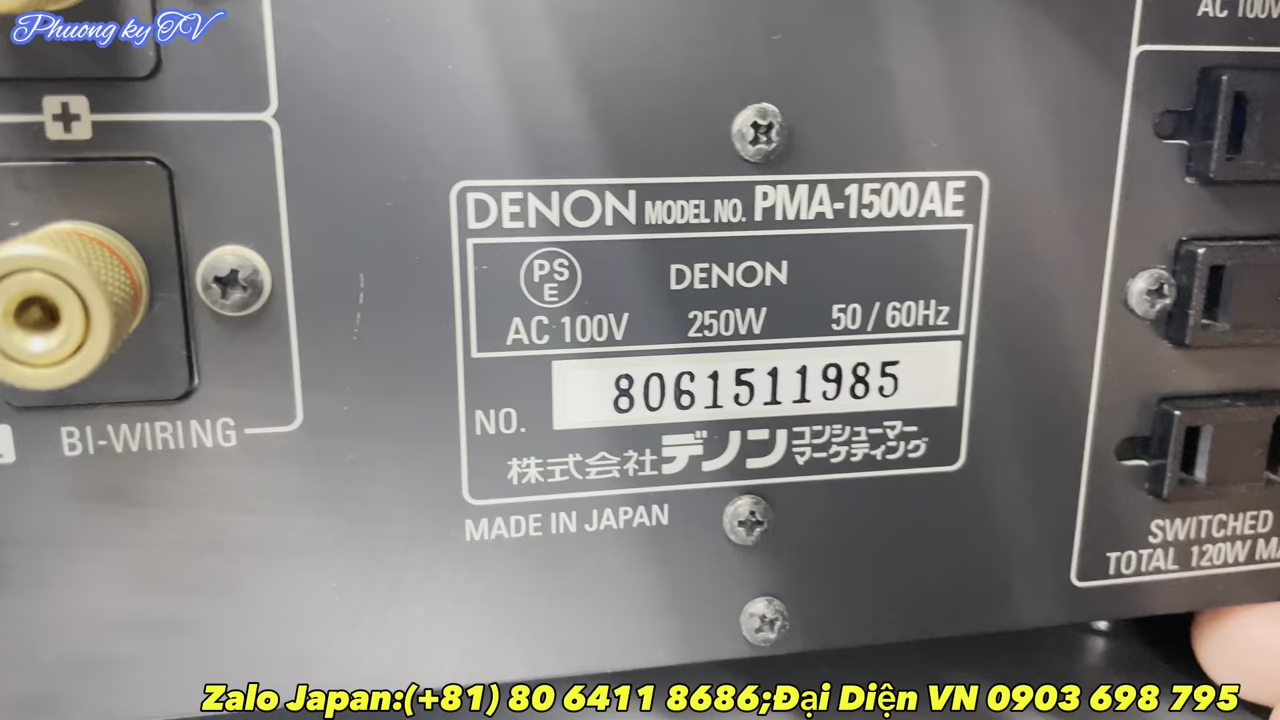 Phuong ky TV
AC 100V
DENON MODEL NO. PMA-1500AE
PS
E
DENON
AC 100V 250W 50 / 60Hz
NO. 8061511985
株式会社デノン コンシューマー
マーケティング
MADE IN JAPAN
BI-WIRING
SWITCHED
TOTAL 120W
Zalo Japan:(+81) 80 6411 8686;Đại Diện VN 0903 698 795